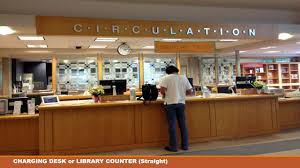 CIRCULATION
CHARGING DESK or LIBRARY COUNTER (Straight)